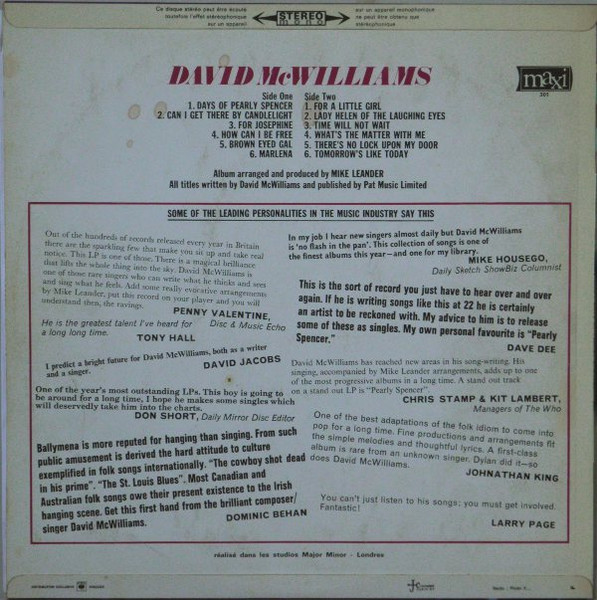 Ce disque stéréo peut être écouté
toutefois l'effet stéréophonique
sur un appareil
STEREO
mono
sur un appareil monophonique
ne peut être obtenu que
stéréophonique
DAVID McWILLIAMS
maxi
301
Side One
1. DAYS OF PEARLY SPENCER
2. CAN I GET THERE BY CANDLELIGHT
3. FOR JOSEPHINE
4. HOW CAN I BE FREE
5. BROWN EYED GAL
6. MARLENA
Side Two
1. FOR A LITTLE GIRL
2. LADY HELEN OF THE LAUGHING EYES
3. TIME WILL NOT WAIT
4. WHAT'S THE MATTER WITH ME
5. THERE'S NO LOCK UPON MY DOOR
6. TOMORROW'S LIKE TODAY
Album arranged and produced by MIKE LEANDER
All titles written by David McWilliams and published by Pat Music Limited
SOME OF THE LEADING PERSONALITIES IN THE MUSIC INDUSTRY SAY THIS
Out of the hundreds of records released every year in Britain
there are the sparkling few that make you sit up and take real
notice. This LP is one of those. There is a magical brilliance
that lifts the whole thing into the sky. David McWilliams is
one of those rare singers who can write what he thinks and sees
and sing what he feels. Add some really evocative arrangements
by Mike Leander, put this record on your player and you will
understand then, the ravings.
PENNY VALENTINE,
Disc & Music Echo
He is the greatest talent I've heard for
a long long time.
TONY HALL
I predict a bright future for David McWilliams, both as a writer
and a singer.
DAVID JACOBS
One of the year's most outstanding LPs. This boy is going to
be around for a long time, I hope he makes some singles which
will deservedly take him into the charts.
DON SHORT, Daily Mirror Disc Editor
Ballymena is more reputed for hanging than singing. From such
public amusement is derived the hard attitude to culture
exemplified in folk songs internationally. "The cowboy shot dead
in his prime". "The St. Louis Blues". Most Canadian and
Australian folk songs owe their present existence to the Irish
hanging scene. Get this first hand from the brilliant composer/
singer David McWilliams.
DOMINIC BEHAN
In my job I hear new singers almost daily but David McWilliams
is 'no flash in the pan'. This collection of songs is one of
the finest albums this year—and one for my library.
MIKE HOUSEGO,
Daily Sketch ShowBiz Columnist
This is the sort of record you just have to hear over and over
again. If he is writing songs like this at 22 he is certainly
an artist to be reckoned with. My advice to him is to release
some of these as singles. My own personal favourite is "Pearly
Spencer."
DAVE DEE
David McWilliams has reached new areas in his song-writing. His
singing, accompanied by Mike Leander arrangements, adds up to one
of the most progressive albums in a long time. A stand out track
on a stand out LP is "Pearly Spencer".
CHRIS STAMP & KIT LAMBERT,
Managers of The Who
One of the best adaptations of the folk idiom to come into
pop for a long time. Fine productions and arrangements fit
the simple melodies and thoughtful lyrics. A first-class
album is rare from an unknown singer. Dylan did it—so
does David McWilliams.
JOHNATHAN KING
You can't just listen to his songs; you must get involved.
Fantastic!
LARRY PAGE
réalisé dans les studios Major Minor - Londres